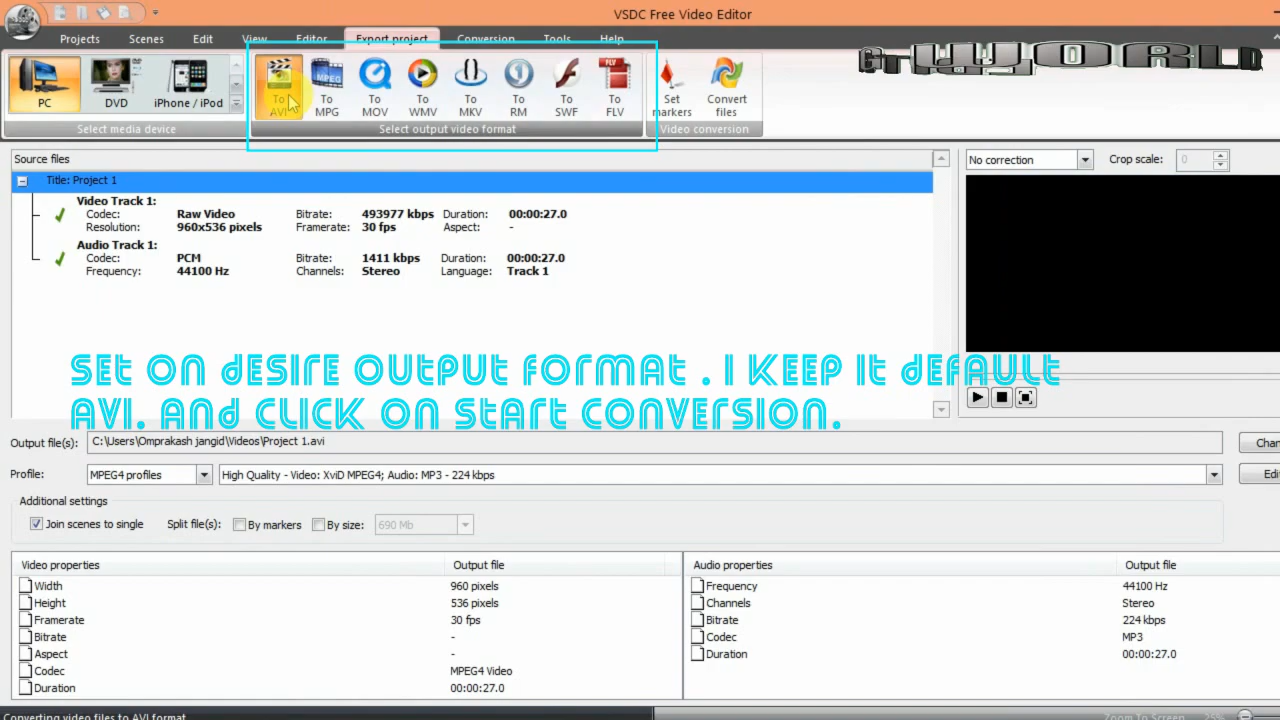 VSDC Free Video Editor
Projects Scenes Edit View Editor Export project Conversion Tools Help
PC DVD iPhone / iPod To AVI To MPG To MOV To WMV To MKV To RM To SWF To FLV Set markers Convert files
Select media device Select output video format Video conversion
Source files
No correction Crop scale: 0
Title: Project 1
Video Track 1:
Codec: Raw Video Bitrate: 493977 kbps Duration: 00:00:27.0
Resolution: 960x536 pixels Framerate: 30 fps Aspect: -
Audio Track 1:
Codec: PCM Bitrate: 1411 kbps Duration: 00:00:27.0
Frequency: 44100 Hz Channels: Stereo Language: Track 1
Set on desire output format . I keep it default
AVI. And click on start conversion.
Output file(s): C:\Users\Omprakash jangid\Videos\Project 1.avi Chan
Profile: MPEG4 profiles High Quality - Video: XviD MPEG4; Audio: MP3 - 224 kbps Edi
Additional settings
Join scenes to single Split file(s): By markers By size: 690 Mb
Video properties Output file Audio properties Output file
Width 960 pixels Frequency 44100 Hz
Height 536 pixels Channels Stereo
Framerate 30 fps Bitrate 224 kbps
Bitrate - Codec MP3
Aspect - Duration 00:00:27.0
Codec MPEG4 Video
Duration 00:00:27.0
Converting video files to AVI format Zoom To Screen 25%